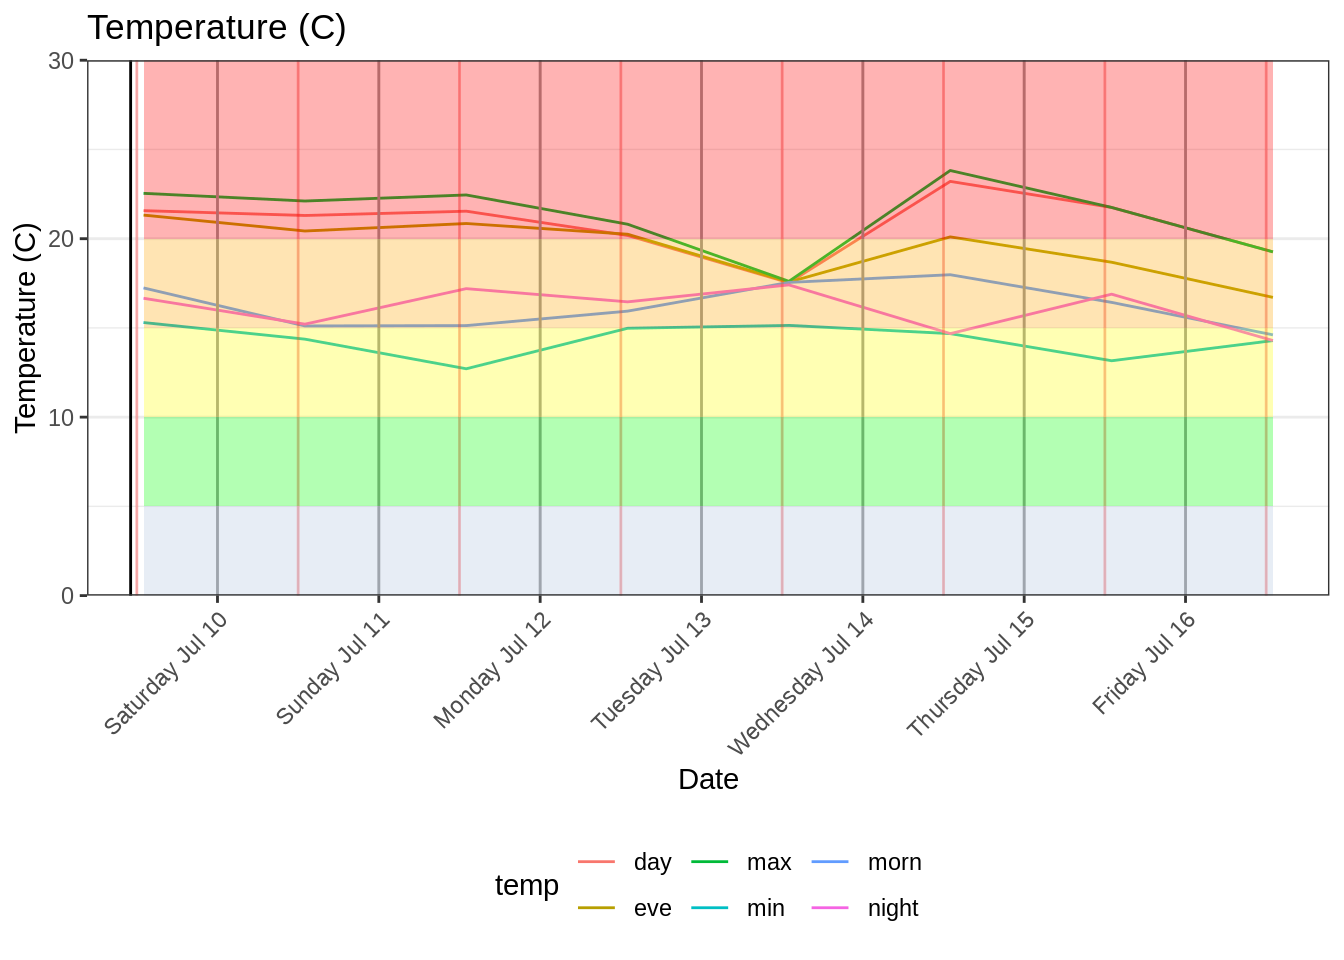 Temperature (C)
Temperature (C)
30
20
10
0
Saturday Jul 10
Sunday Jul 11
Monday Jul 12
Tuesday Jul 13
Wednesday Jul 14
Thursday Jul 15
Friday Jul 16
Date
temp
day max morn
eve min night